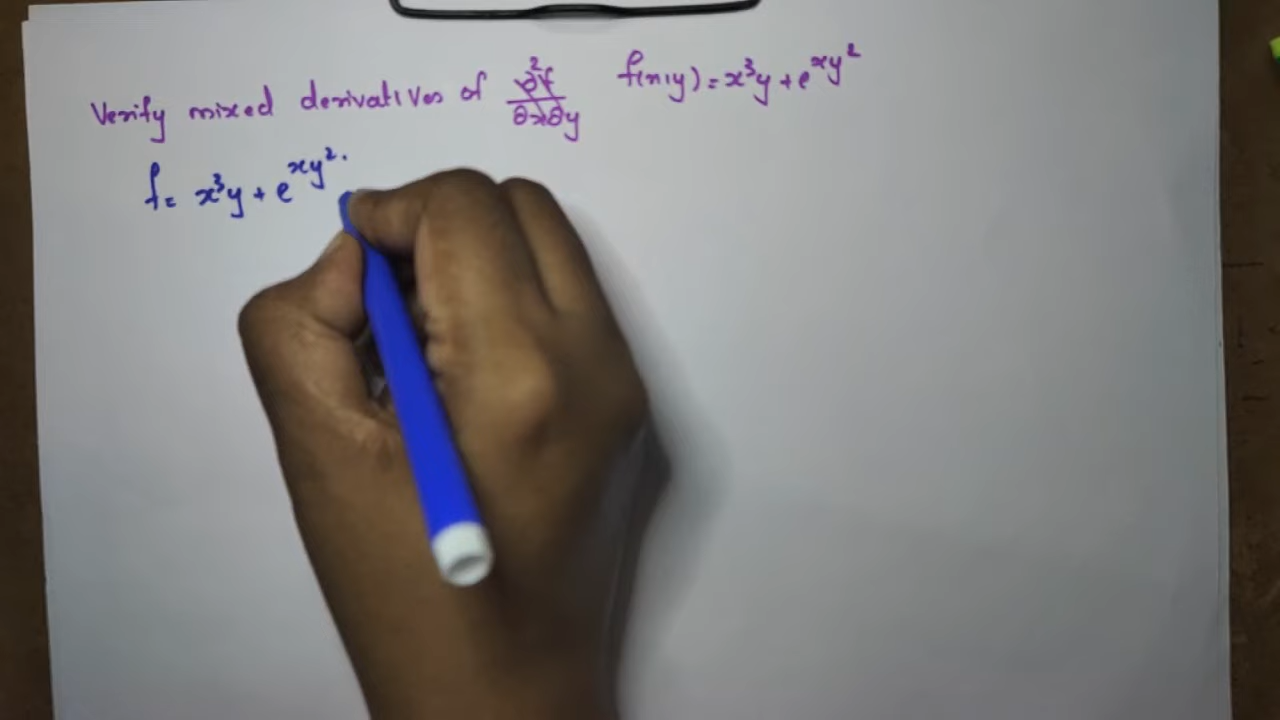 Verify mixed derivatives of ∂²f/∂x∂y f(x,y) = x³y + e^xy²
f = x³y + e^xy².